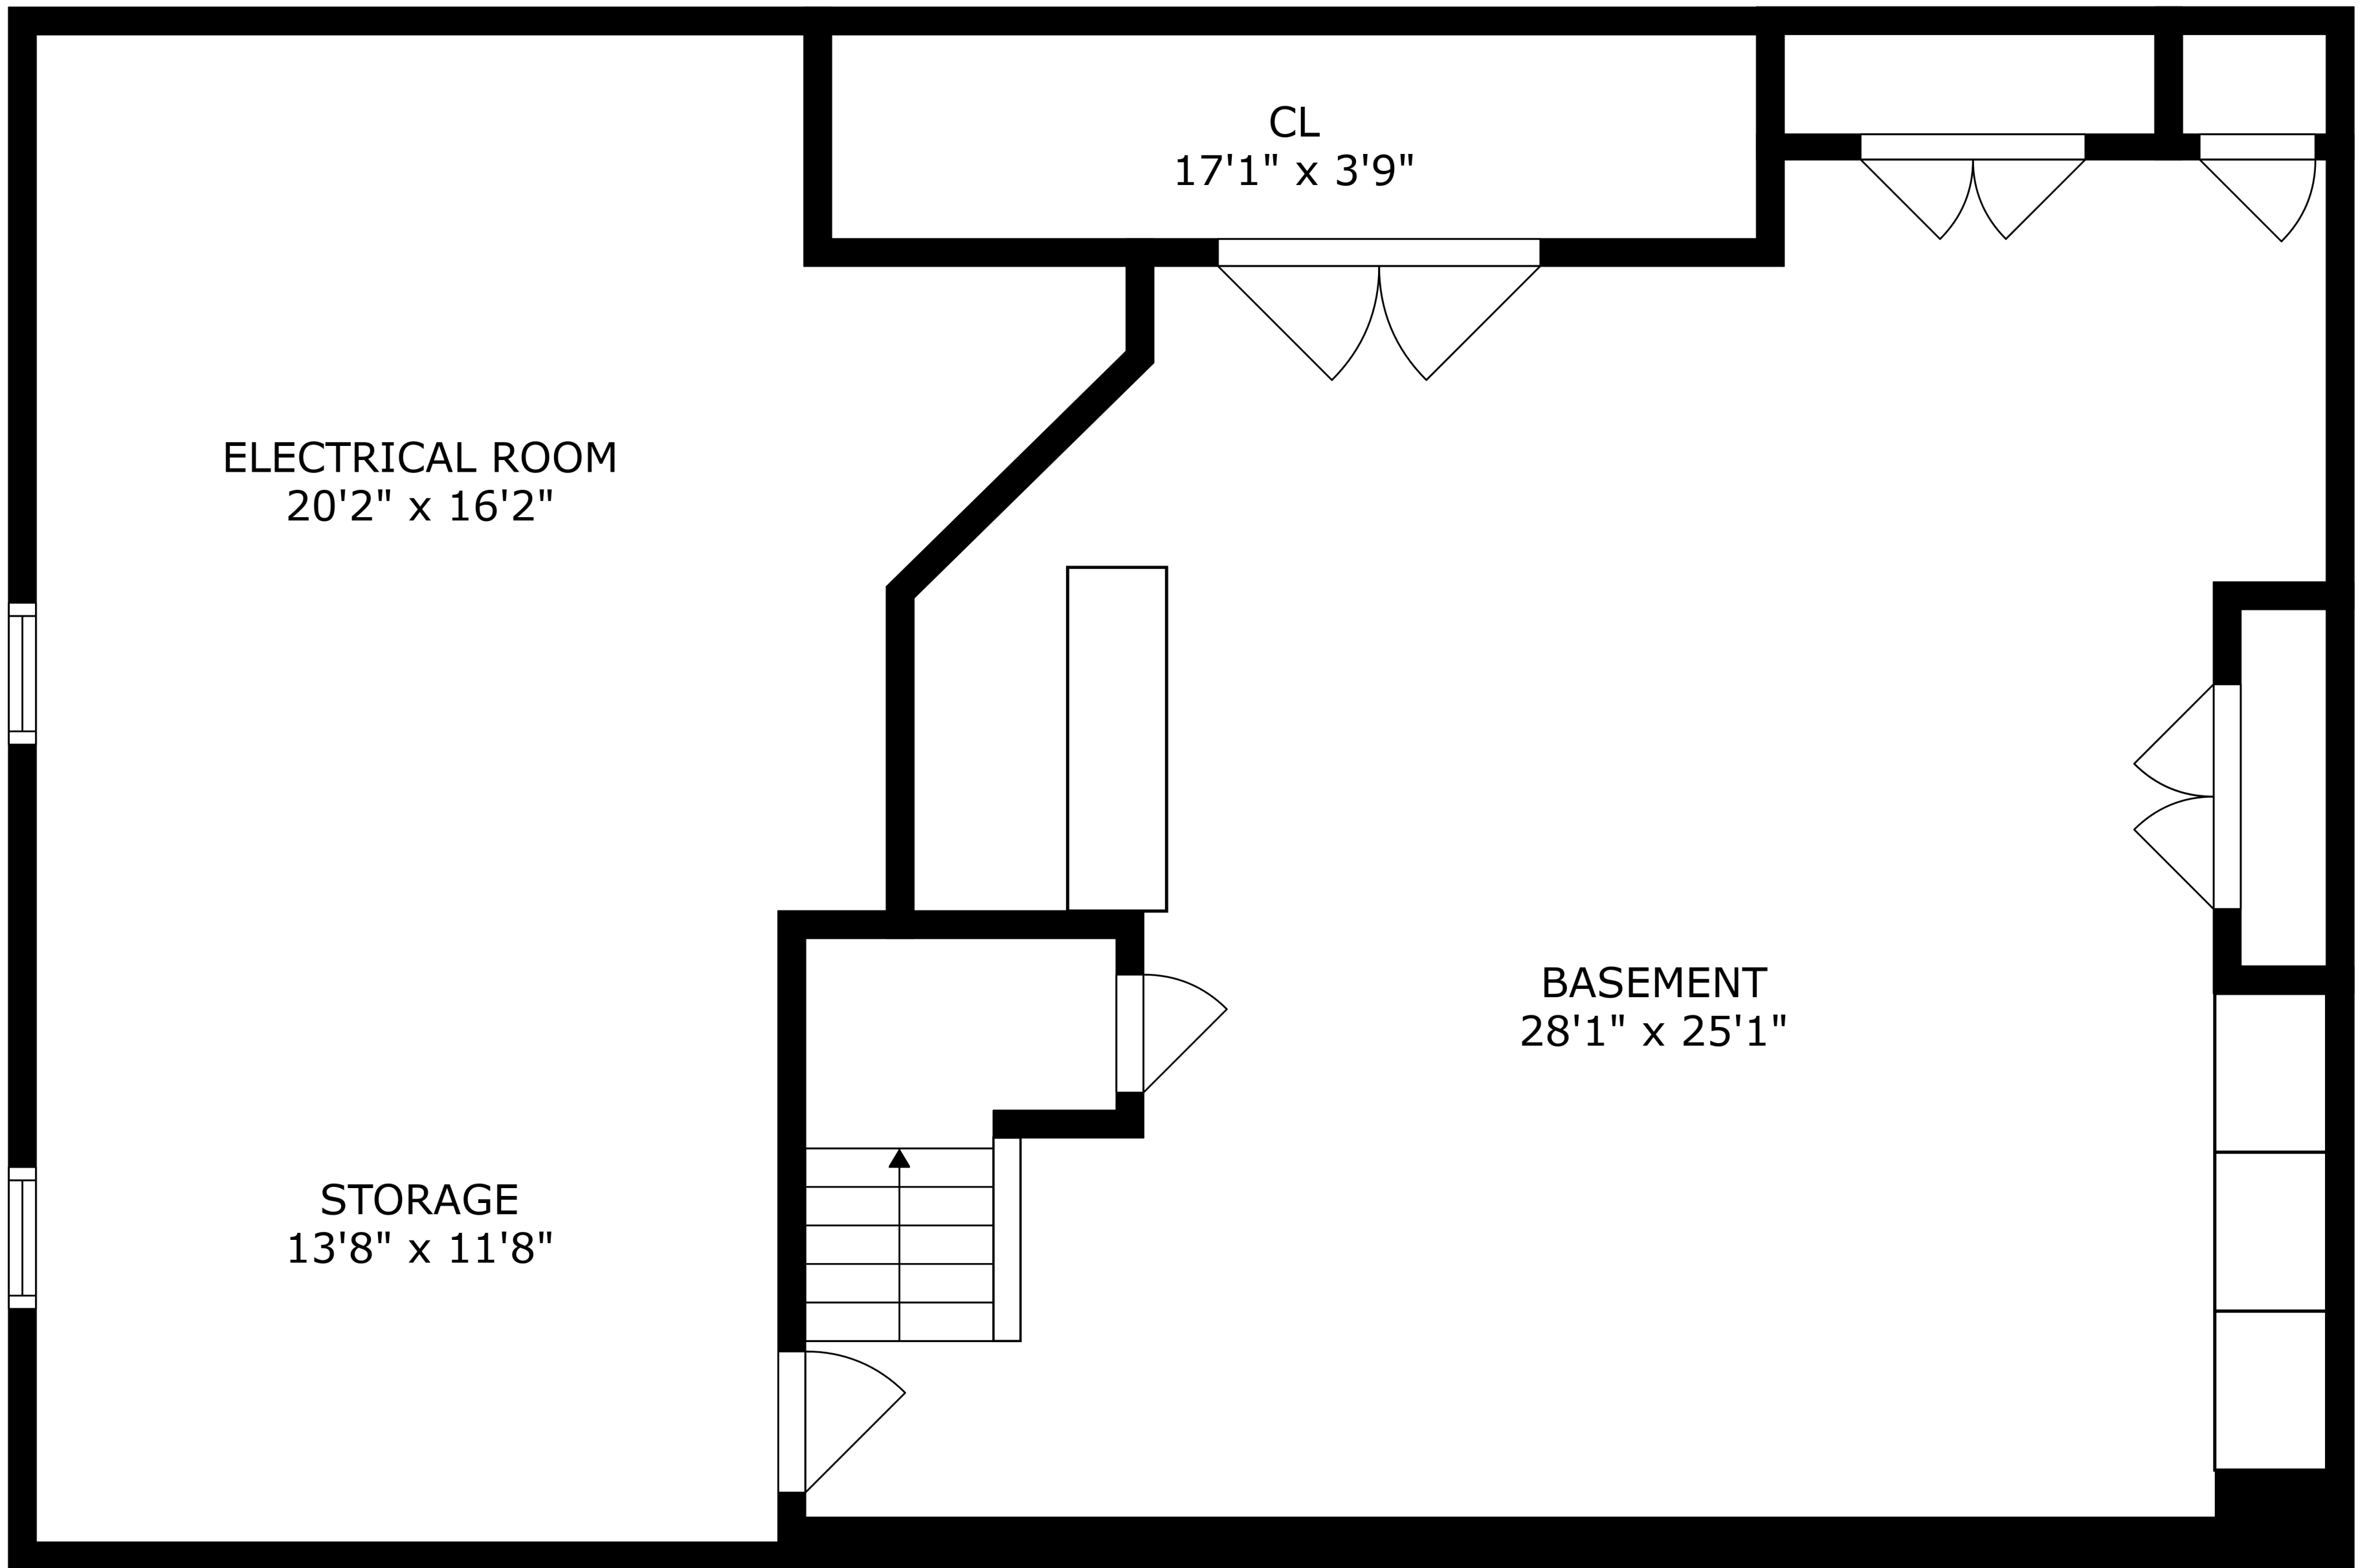 CL
17'1" x 3'9"
ELECTRICAL ROOM
20'2" x 16'2"
BASEMENT
28'1" x 25'1"
STORAGE
13'8" x 11'8"